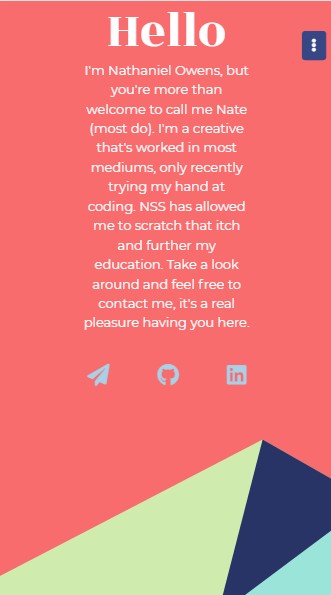 Hello
I'm Nathaniel Owens, but
you're more than
welcome to call me Nate
(most do). I'm a creative
that's worked in most
mediums, only recently
trying my hand at
coding. NSS has allowed
me to scratch that itch
and further my
education. Take a look
around and feel free to
contact me, it's a real
pleasure having you here.
in